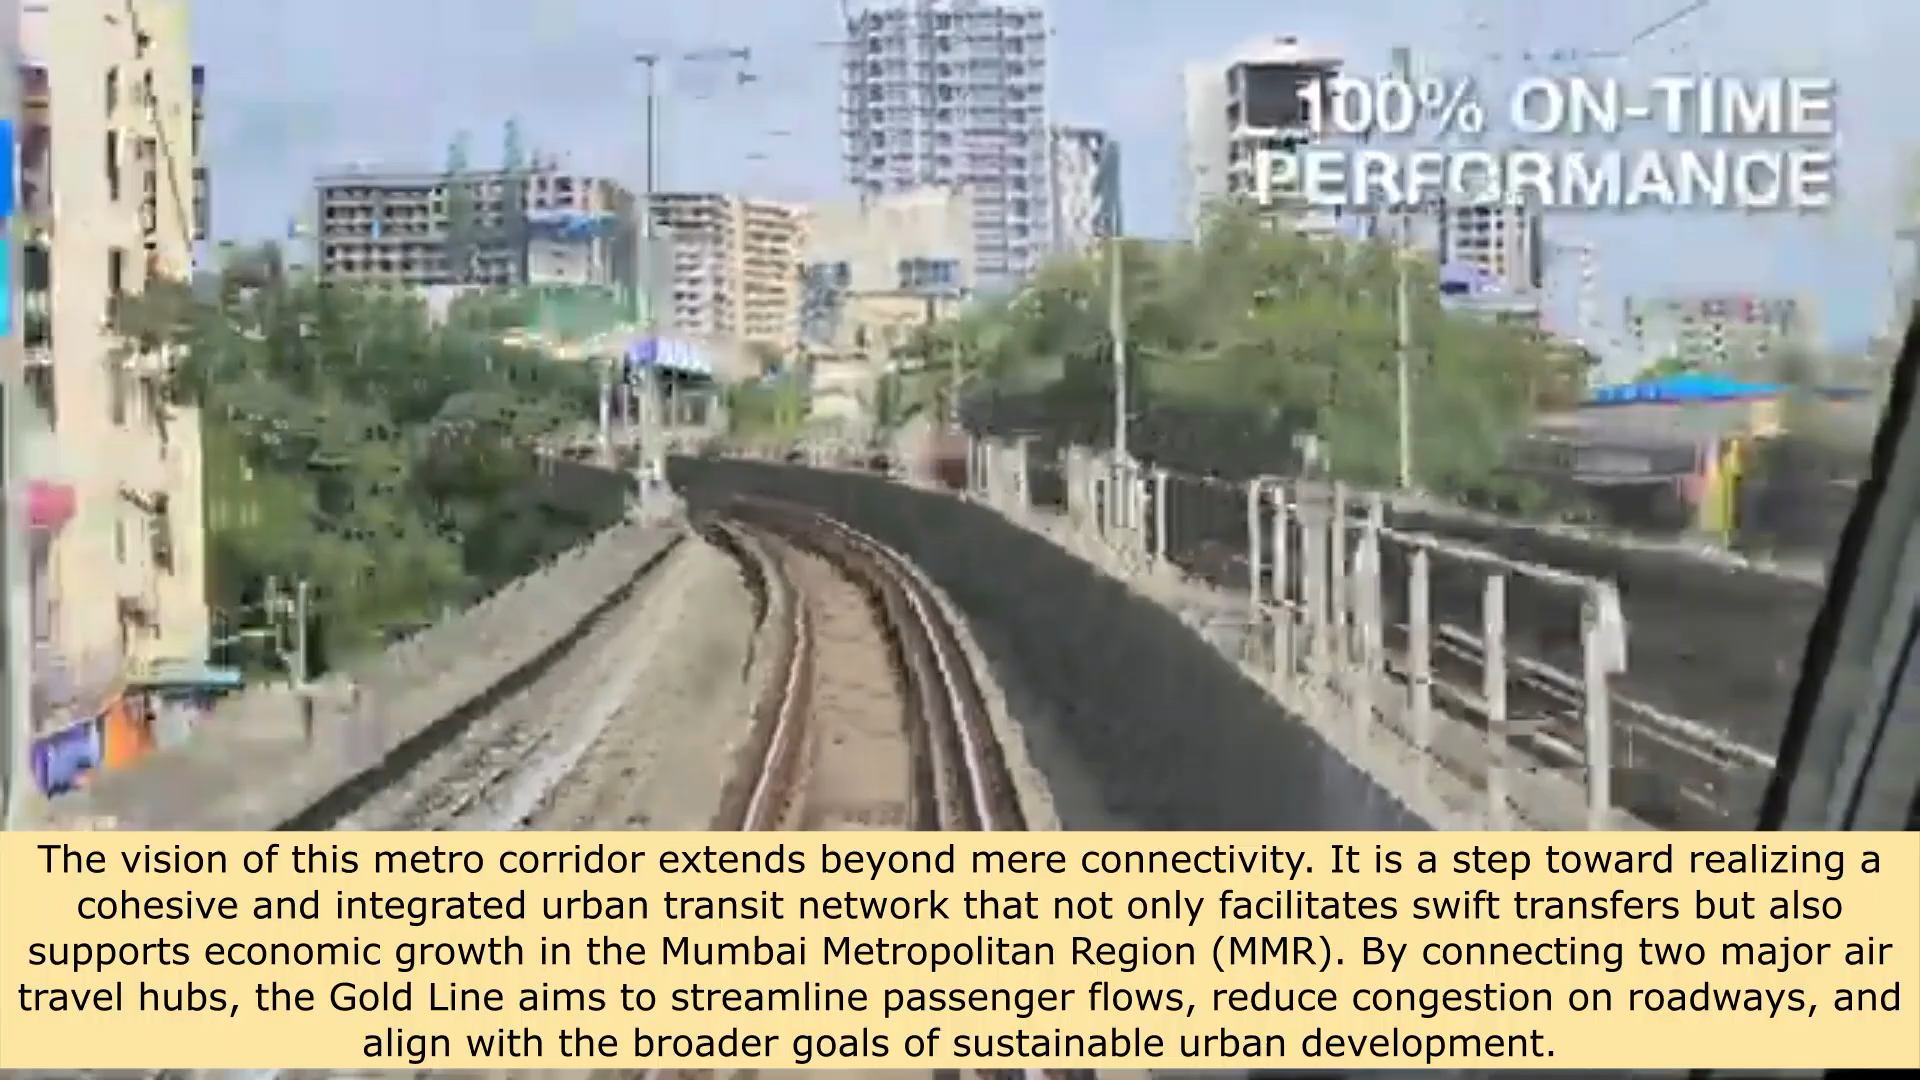 100% ON-TIME
PERFORMANCE
The vision of this metro corridor extends beyond mere connectivity. It is a step toward realizing a
cohesive and integrated urban transit network that not only facilitates swift transfers but also
supports economic growth in the Mumbai Metropolitan Region (MMR). By connecting two major air
travel hubs, the Gold Line aims to streamline passenger flows, reduce congestion on roadways, and
align with the broader goals of sustainable urban development.